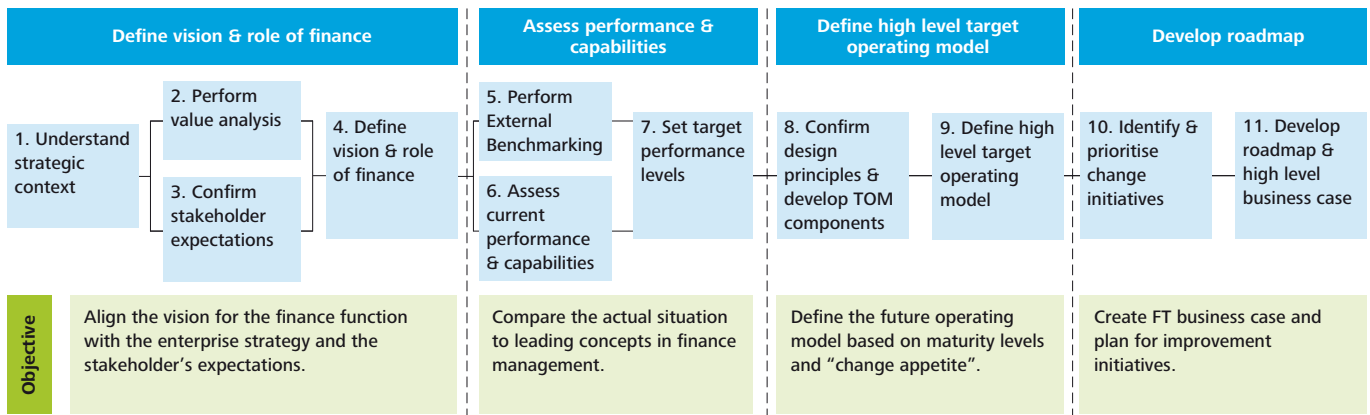 Define vision & role of finance
Assess performance &
capabilities
Define high level target
operating model
Develop roadmap
1. Understand
strategic
context
2. Perform
value analysis
3. Confirm
stakeholder
expectations
4. Define
vision & role
of finance
5. Perform
External
Benchmarking
6. Assess
current
performance
& capabilities
7. Set target
performance
levels
8. Confirm
design
principles &
develop TOM
components
9. Define high
level target
operating
model
10. Identify &
prioritise
change
initiatives
11. Develop
roadmap &
high level
business case
Objective
Align the vision for the finance function
with the enterprise strategy and the
stakeholder’s expectations.
Compare the actual situation
to leading concepts in finance
management.
Define the future operating
model based on maturity levels
and “change appetite”.
Create FT business case and
plan for improvement
initiatives.